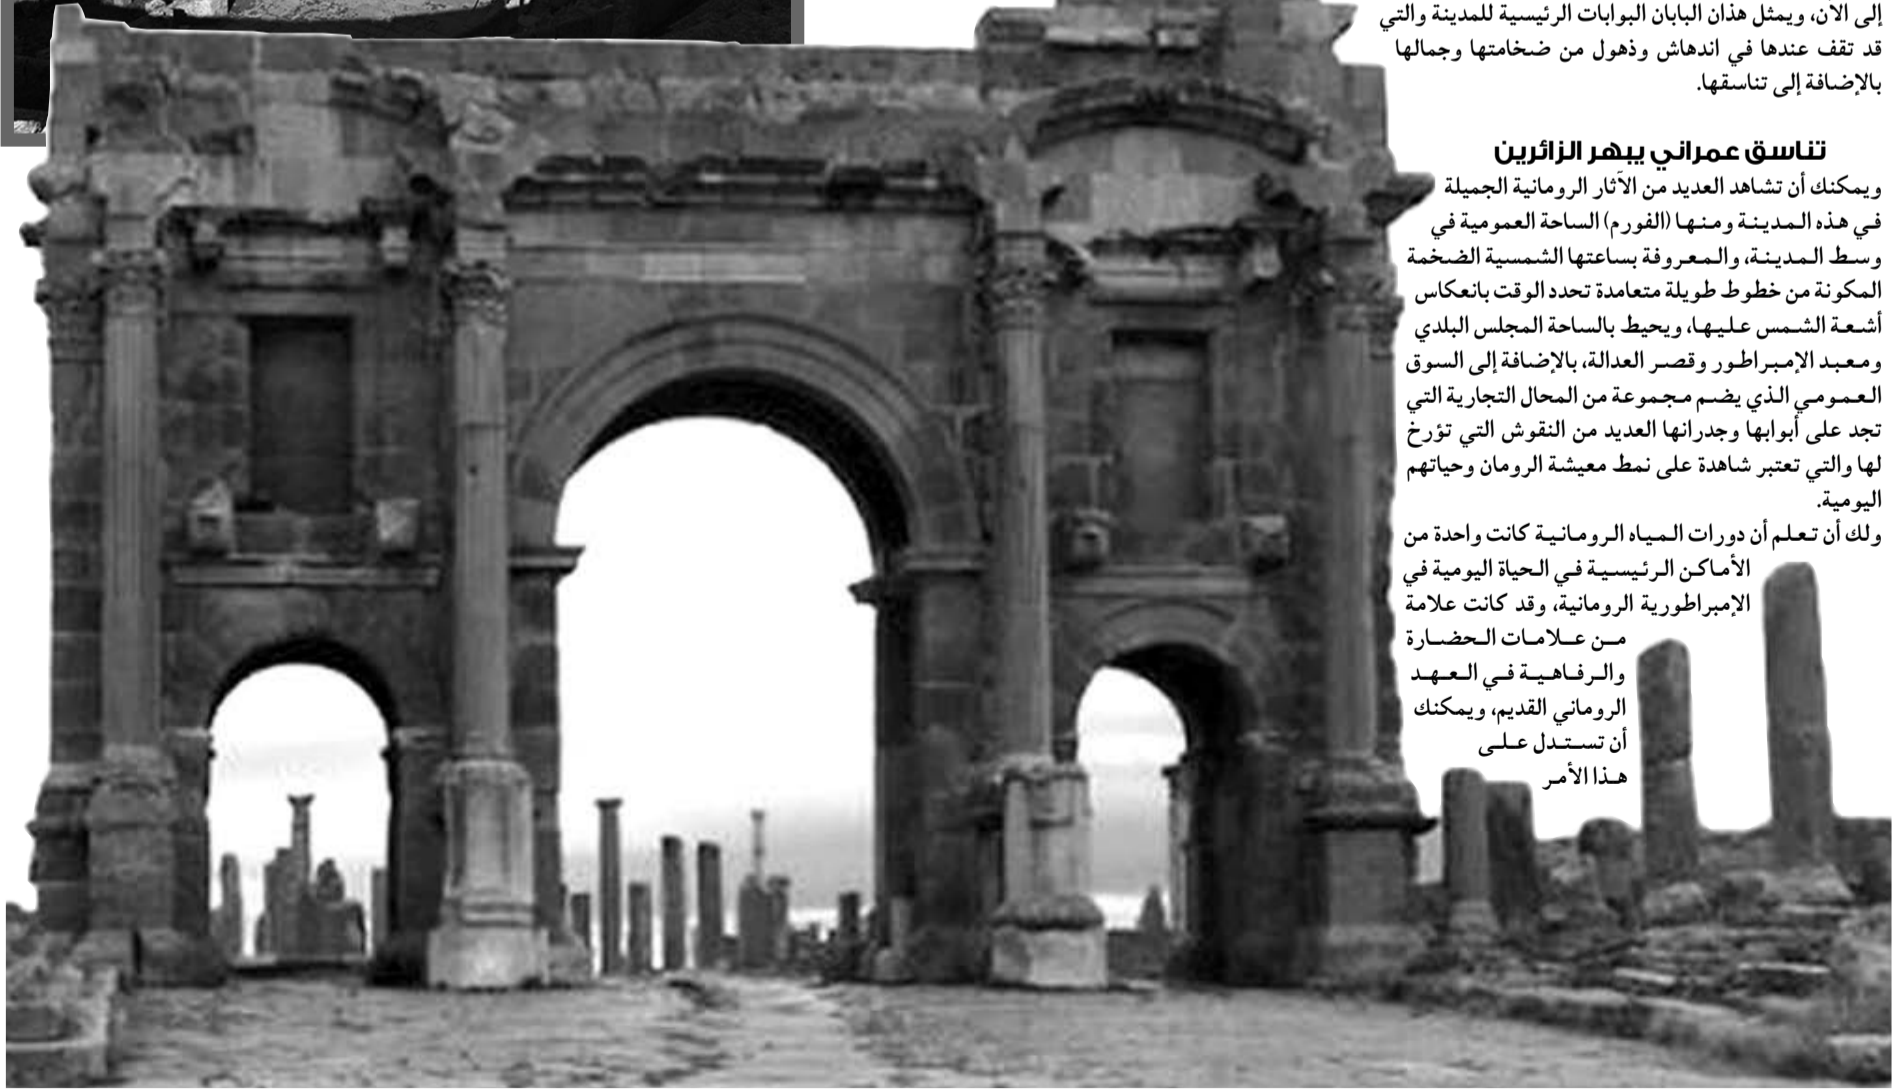 إلى الآن، ويمثل هذان البابان البوابات الرئيسية للمدينة والتي
قد تقف عندها في اندهاش وذهول من ضخامتها وجمالها
بالإضافة إلى تناسقها.
تناسق عمراني يبهر الزائرين
ويمكنك أن تشاهد العديد من الآثار الرومانية الجميلة
في هذه المدينة ومنها (الفورم) الساحة العمومية في
وسط المدينة، والمعروفة بساعتها الشمسية الضخمة
المكونة من خطوط طويلة متعامدة تحدد الوقت بانعكاس
أشعة الشمس عليها، ويحيط بالساحة المجلس البلدي
ومعبد الإمبراطور وقصر العدالة، بالإضافة إلى السوق
العمومي الذي يضم مجموعة من المحال التجارية التي
تجد على أبوابها وجدرانها العديد من النقوش التي تؤرخ
لها والتي تعتبر شاهدة على نمط معيشة الرومان وحياتهم
اليومية.
ولك أن تعلم أن دورات المياه الرومانية كانت واحدة من
الأماكن الرئيسية في الحياة اليومية في
الإمبراطورية الرومانية، وقد كانت علامة
من علامات الحضارة
والرفاهية في العهد
الروماني القديم، ويمكنك
أن تستدل على
هذا الأمر